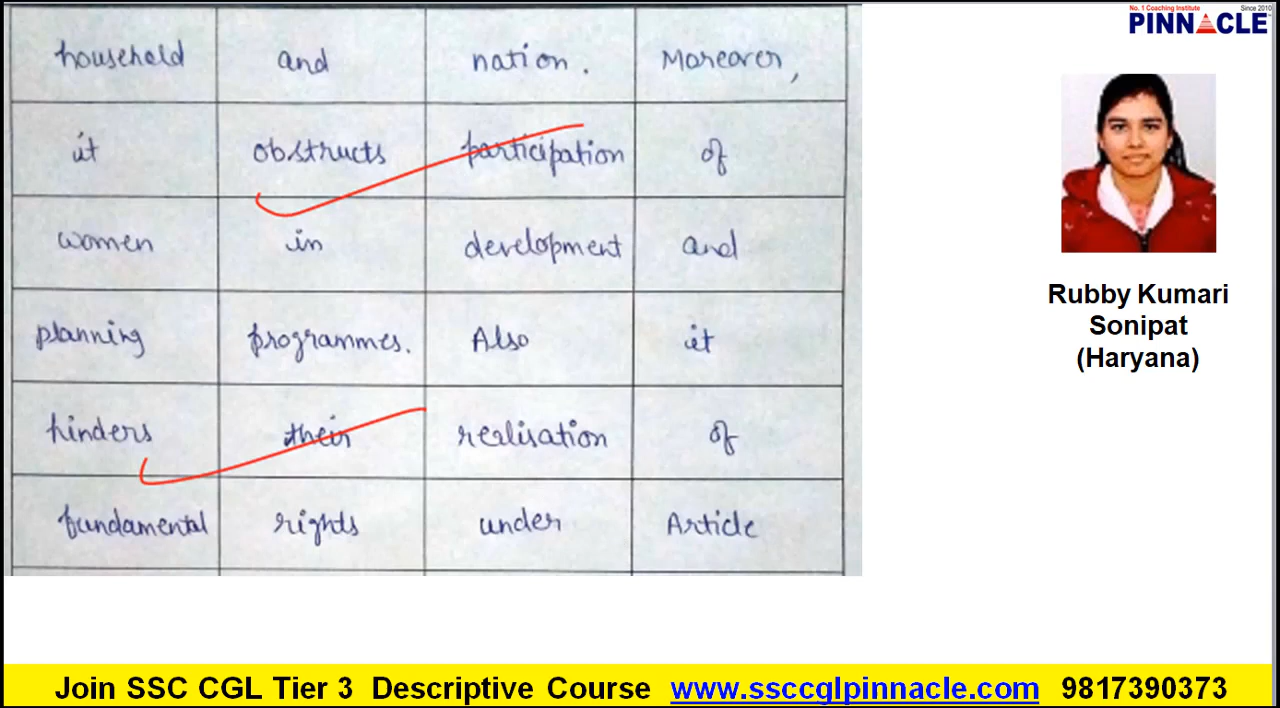 No. 1 Coaching Institute Since 2010
PINNACLE
household and nation. Moreover,
it obstructs participation of
women in development and
planning programmes. Also it
hinders their realisation of
fundamental rights under Article
Rubby Kumari
Sonipat
(Haryana)
Join SSC CGL Tier 3 Descriptive Course www.ssccglpinnacle.com 9817390373